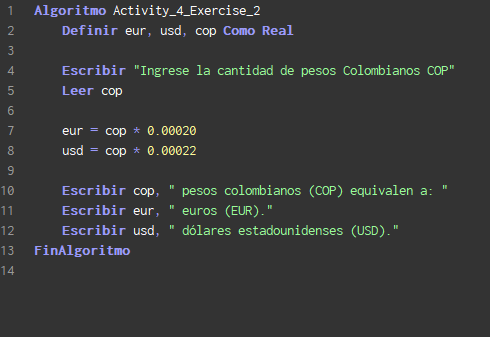 1 Algoritmo Activity_4_Exercise_2
2 Definir eur, usd, cop Como Real
3
4 Escribir "Ingrese la cantidad de pesos Colombianos COP"
5 Leer cop
6
7 eur = cop * 0.00020
8 usd = cop * 0.00022
9
10 Escribir cop, " pesos colombianos (COP) equivalen a: "
11 Escribir eur, " euros (EUR)."
12 Escribir usd, " dólares estadounidenses (USD)."
13 FinAlgoritmo
14